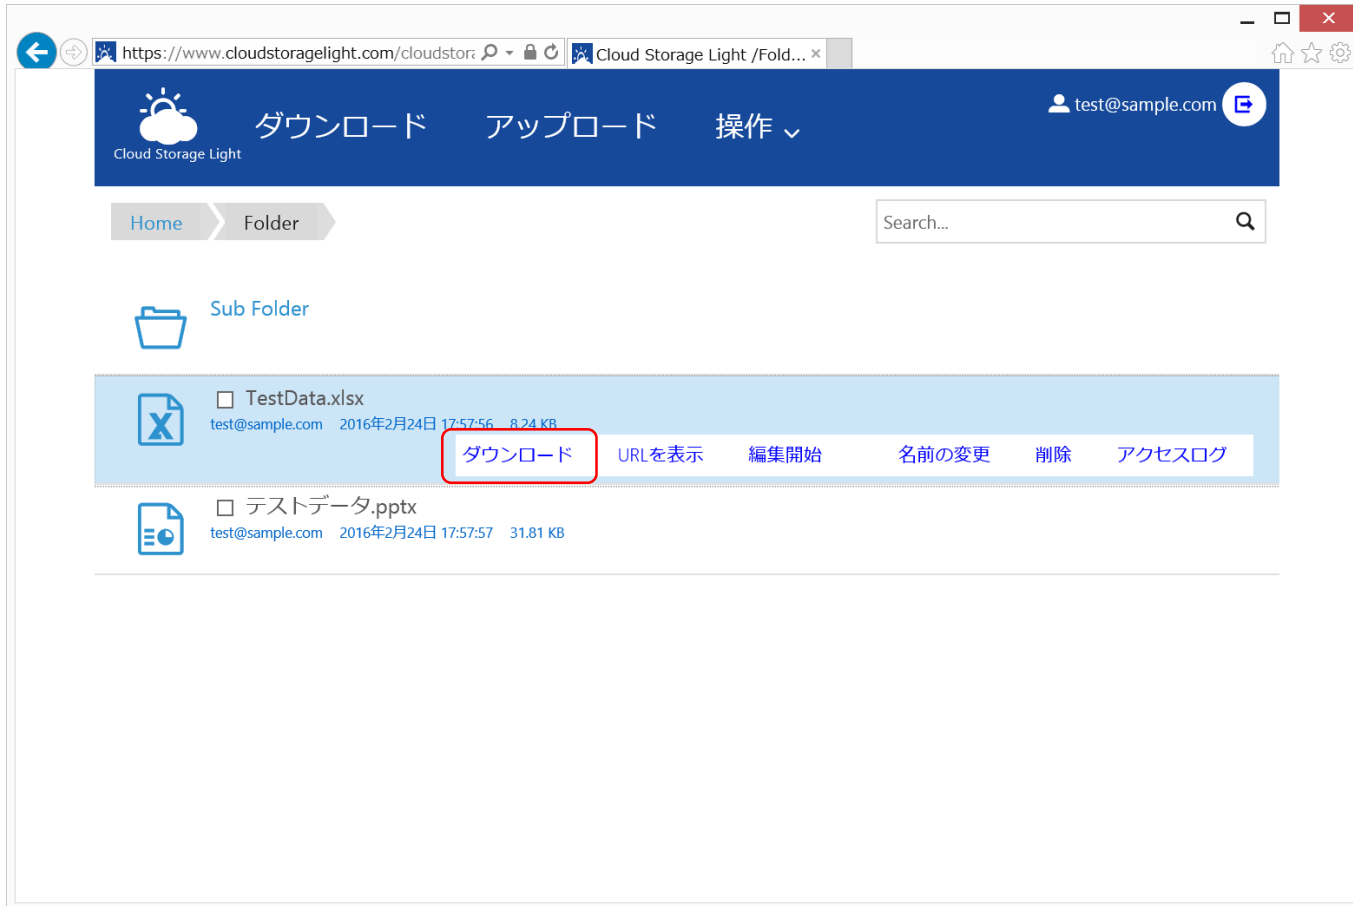 https://www.cloudstoragelight.com/cloudstora
Cloud Storage Light /Fold...
Cloud Storage Light
ダウンロード アップロード 操作
test@sample.com
Home Folder
Search...
Sub Folder
TestData.xlsx
test@sample.com 2016年2月24日 17:57:56 8.24 KB
ダウンロード URLを表示 編集開始 名前の変更 削除 アクセスログ
テストデータ.pptx
test@sample.com 2016年2月24日 17:57:57 31.81 KB